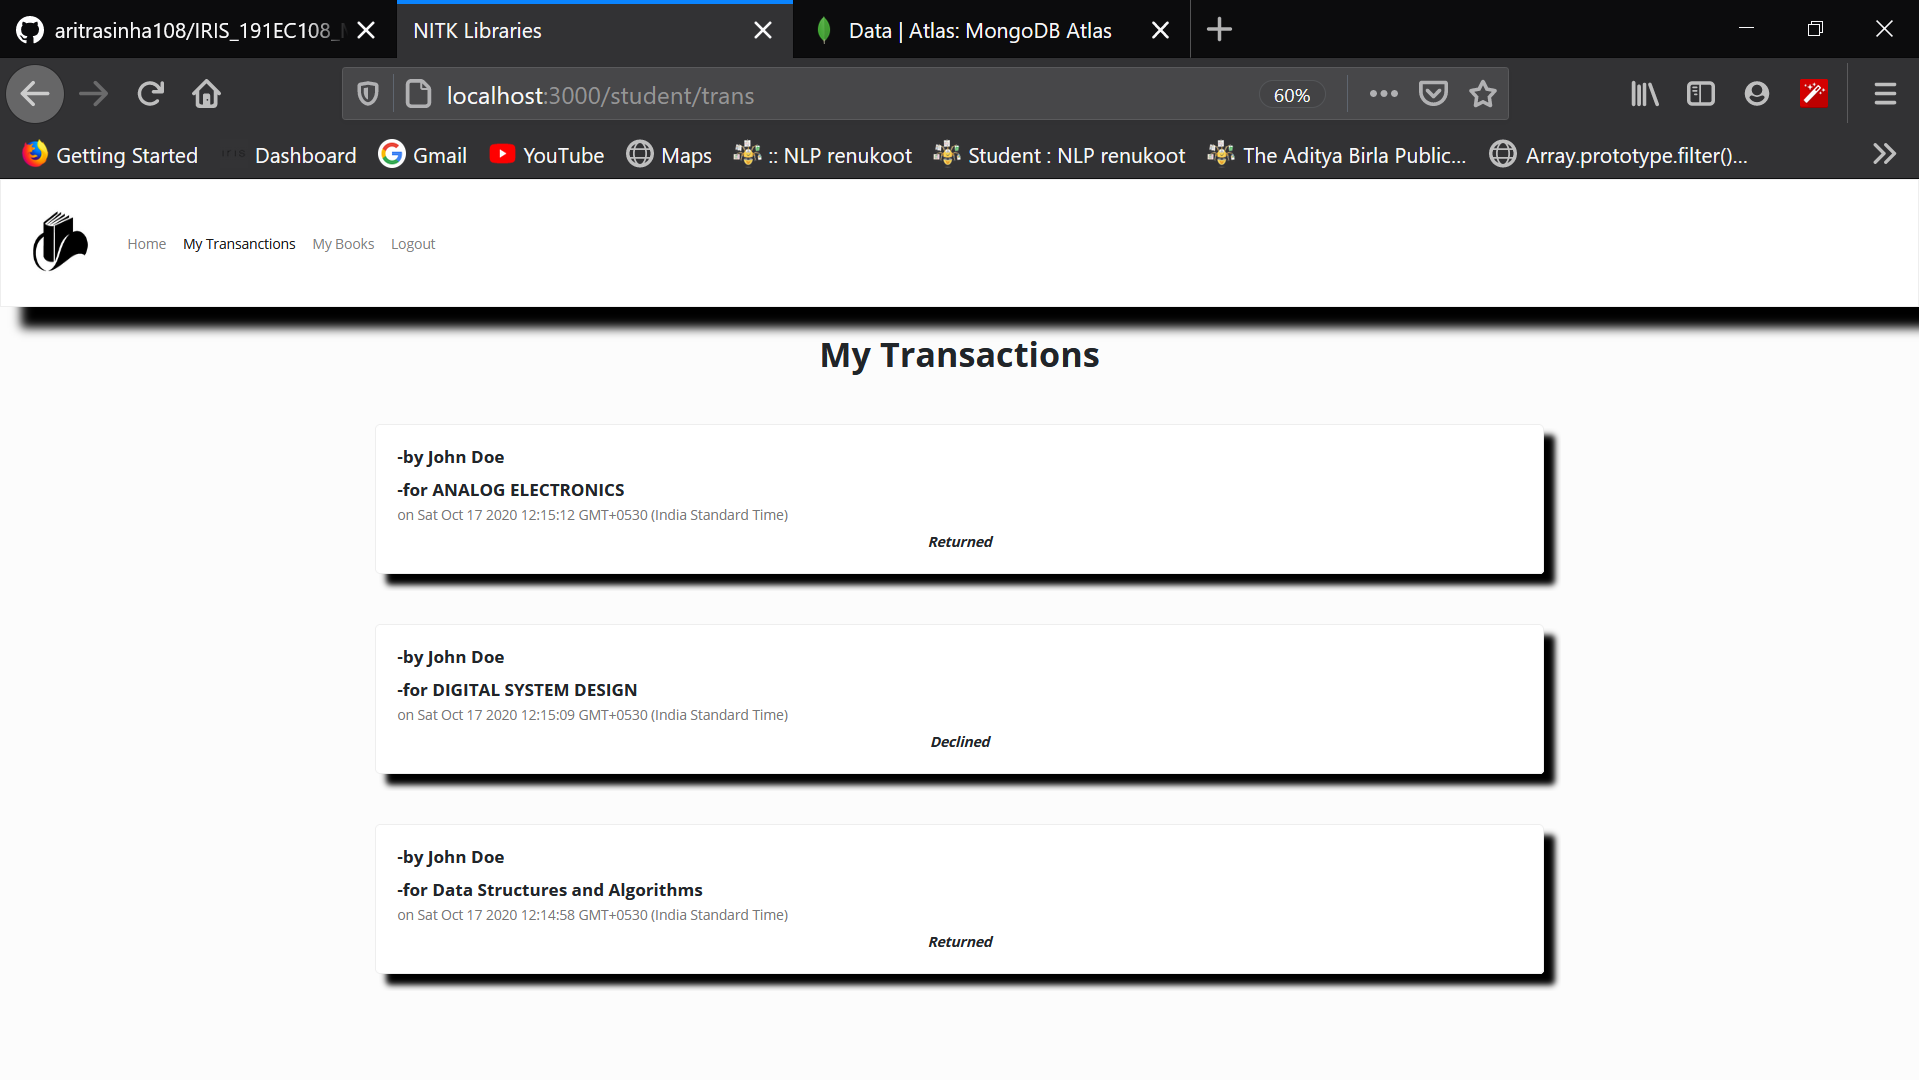 aritrasinha108/IRIS_191EC108_
NITK Libraries
Data | Atlas: MongoDB Atlas
localhost:3000/student/trans
60%
Getting Started
Dashboard
Gmail
YouTube
Maps
:: NLP renukoot
Student : NLP renukoot
The Aditya Birla Public...
Array.prototype.filter()...
Home
My Transanctions
My Books
Logout
My Transactions
-by John Doe
-for ANALOG ELECTRONICS
on Sat Oct 17 2020 12:15:12 GMT+0530 (India Standard Time)
Returned
-by John Doe
-for DIGITAL SYSTEM DESIGN
on Sat Oct 17 2020 12:15:09 GMT+0530 (India Standard Time)
Declined
-by John Doe
-for Data Structures and Algorithms
on Sat Oct 17 2020 12:14:58 GMT+0530 (India Standard Time)
Returned